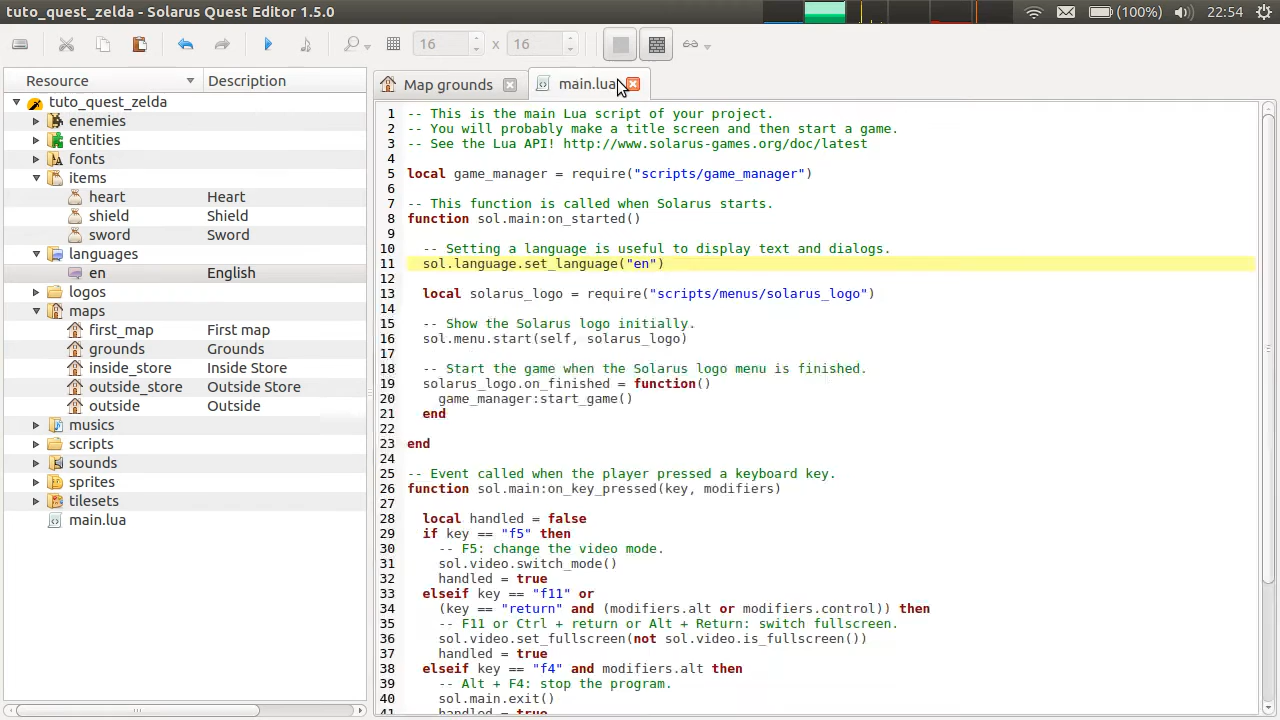 tuto_quest_zelda - Solarus Quest Editor 1.5.0
(100%) 22:54
16 x 16
Resource Description
tuto_quest_zelda
enemies
entities
fonts
items
heart Heart
shield Shield
sword Sword
languages
en English
logos
maps
first_map First map
grounds Grounds
inside_store Inside Store
outside_store Outside Store
outside Outside
musics
scripts
sounds
sprites
tilesets
main.lua
Map grounds main.lua
1 -- This is the main Lua script of your project.
2 -- You will probably make a title screen and then start a game.
3 -- See the Lua API! http://www.solarus-games.org/doc/latest
4
5 local game_manager = require("scripts/game_manager")
6
7 -- This function is called when Solarus starts.
8 function sol.main:on_started()
9
10 -- Setting a language is useful to display text and dialogs.
11 sol.language.set_language("en")
12
13 local solarus_logo = require("scripts/menus/solarus_logo")
14
15 -- Show the Solarus logo initially.
16 sol.menu.start(self, solarus_logo)
17
18 -- Start the game when the Solarus logo menu is finished.
19 solarus_logo.on_finished = function()
20 game_manager:start_game()
21 end
22
23 end
24
25 -- Event called when the player pressed a keyboard key.
26 function sol.main:on_key_pressed(key, modifiers)
27
28 local handled = false
29 if key == "f5" then
30 -- F5: change the video mode.
31 sol.video.switch_mode()
32 handled = true
33 elseif key == "f11" or
34 (key == "return" and (modifiers.alt or modifiers.control)) then
35 -- F11 or Ctrl + return or Alt + Return: switch fullscreen.
36 sol.video.set_fullscreen(not sol.video.is_fullscreen())
37 handled = true
38 elseif key == "f4" and modifiers.alt then
39 -- Alt + F4: stop the program.
40 sol.main.exit()
41 handled = true